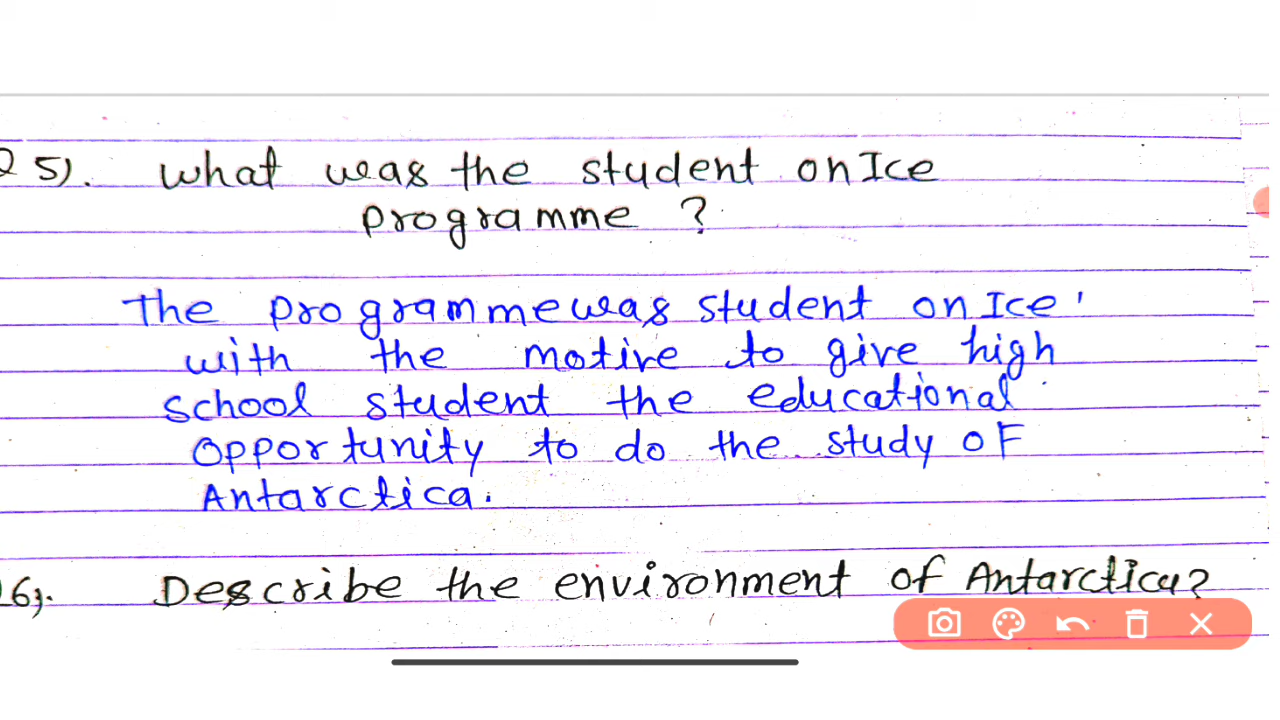 Q 5). What was the student on Ice
programme ?
The programme was student on Ice '
with the motive to give high
school student the educational
opportunity to do the study of
Antarctica.
6). Describe the environment of Antarctica?